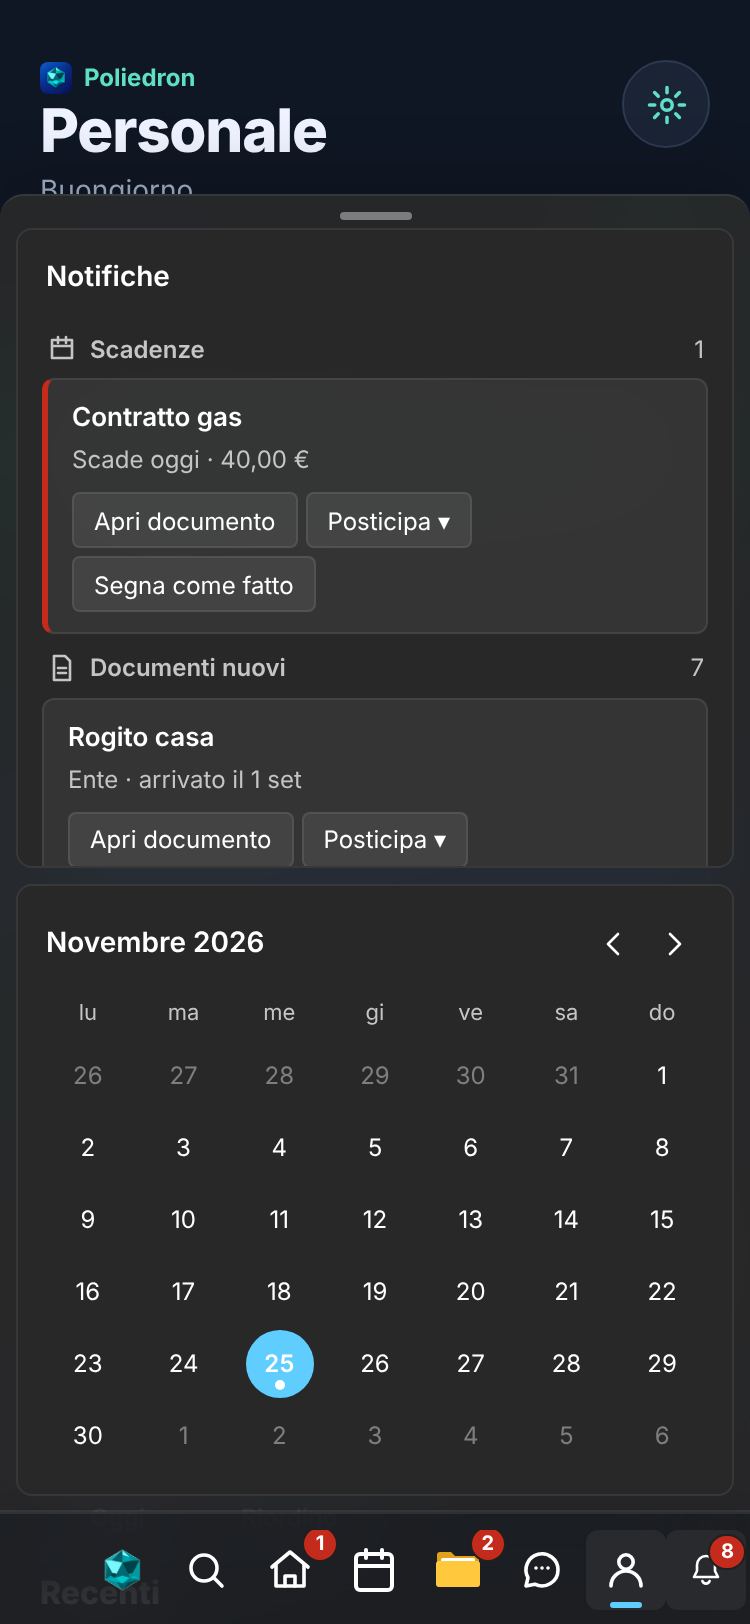 Poliedron
Personale
Buongiorno
Notifiche
Scadenze 1
Contratto gas
Scade oggi · 40,00 €
Apri documento Posticipa ▾
Segna come fatto
Documenti nuovi 7
Rogito casa
Ente · arrivato il 1 set
Apri documento Posticipa ▾
Novembre 2026
lu ma me gi ve sa do
26 27 28 29 30 31 1
2 3 4 5 6 7 8
9 10 11 12 13 14 15
16 17 18 19 20 21 22
23 24 25 26 27 28 29
30 1 2 3 4 5 6
Oggi
1 2 8
Recenti